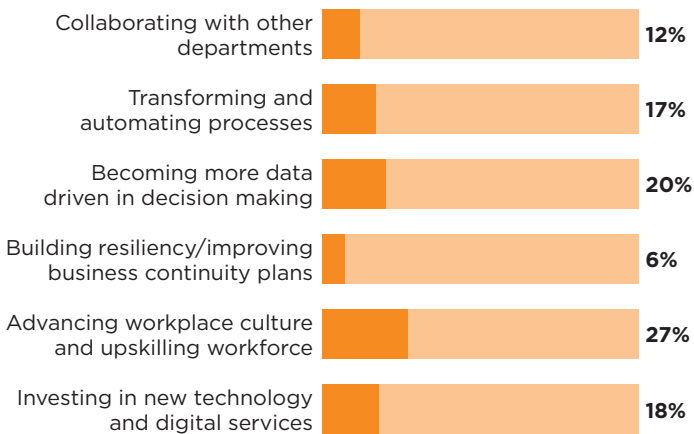 Collaborating with other
departments
12%
Transforming and
automating processes
17%
Becoming more data
driven in decision making
20%
Building resiliency/improving
business continuity plans
6%
Advancing workplace culture
and upskilling workforce
27%
Investing in new technology
and digital services
18%